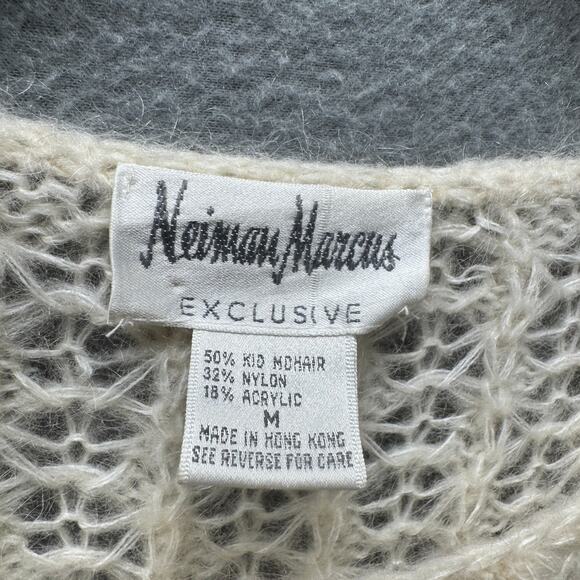 Neiman Marcus
EXCLUSIVE
50% KID MOHAIR
32% NYLON
18% ACRYLIC
M
MADE IN HONG KONG
SEE REVERSE FOR CARE